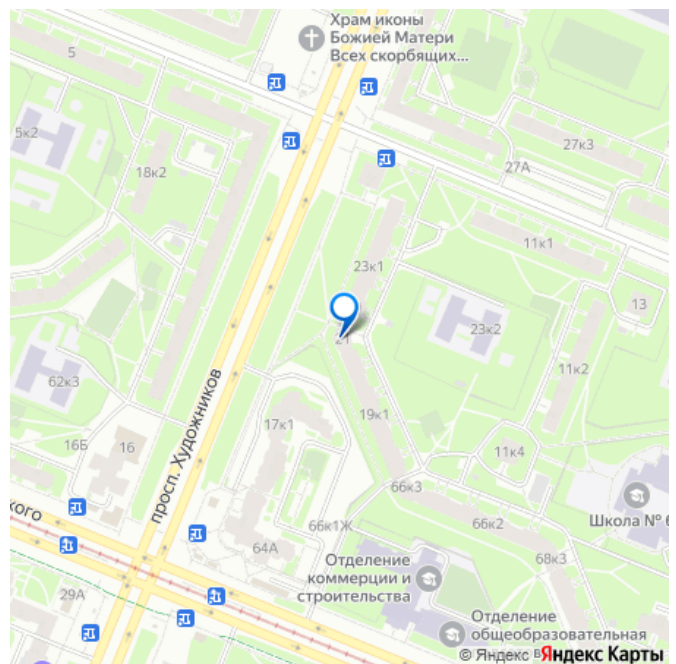 Храм иконы
Божией Матери
Всех скорбящих...
5
5к2
18к2
27к3
27А
11к1
23к1
13
23к2
21
11к2
62к3
просп. Художников
19к1
17к1
16Б
16
11к4
66к3
кого
66к1Ж
66к2
Школа № 6
64А
68к3
Отделение
коммерции и
строительства
29А
Отделение
общеобразовательная
© Яндекс Яндекс Карты